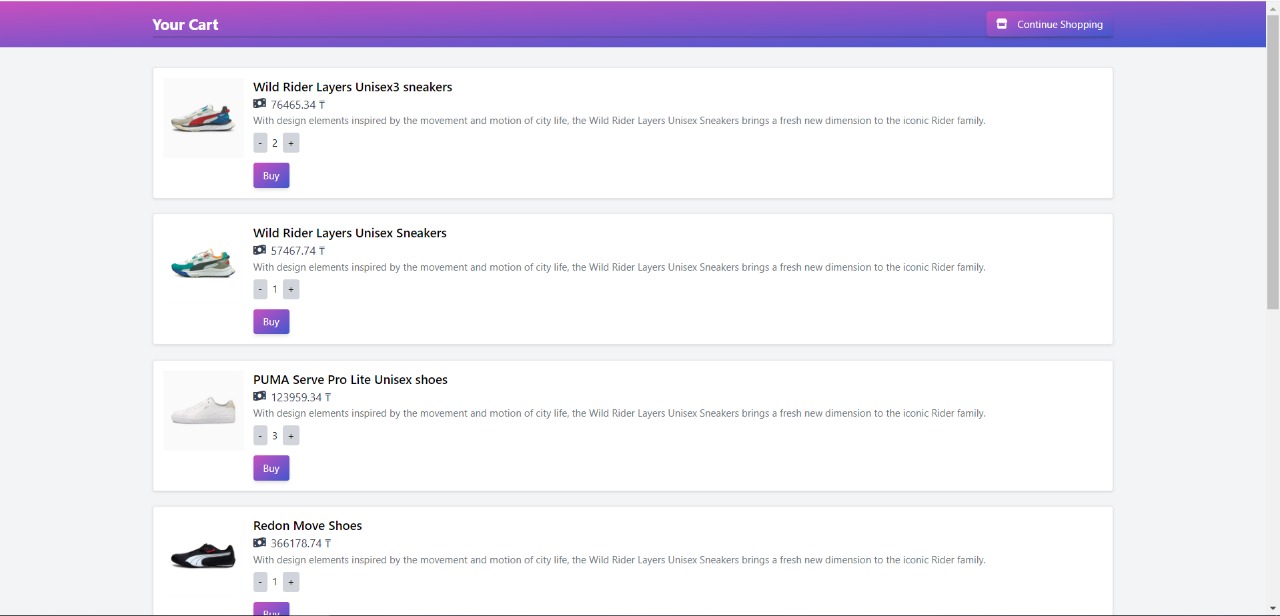 Your Cart
Continue Shopping
Wild Rider Layers Unisex3 sneakers
76465.34 ₸
With design elements inspired by the movement and motion of city life, the Wild Rider Layers Unisex Sneakers brings a fresh new dimension to the iconic Rider family.
- 2 +
Buy
Wild Rider Layers Unisex Sneakers
57467.74 ₸
With design elements inspired by the movement and motion of city life, the Wild Rider Layers Unisex Sneakers brings a fresh new dimension to the iconic Rider family.
- 1 +
Buy
PUMA Serve Pro Lite Unisex shoes
123959.34 ₸
With design elements inspired by the movement and motion of city life, the Wild Rider Layers Unisex Sneakers brings a fresh new dimension to the iconic Rider family.
- 3 +
Buy
Redon Move Shoes
366178.74 ₸
With design elements inspired by the movement and motion of city life, the Wild Rider Layers Unisex Sneakers brings a fresh new dimension to the iconic Rider family.
- 1 +
Buy